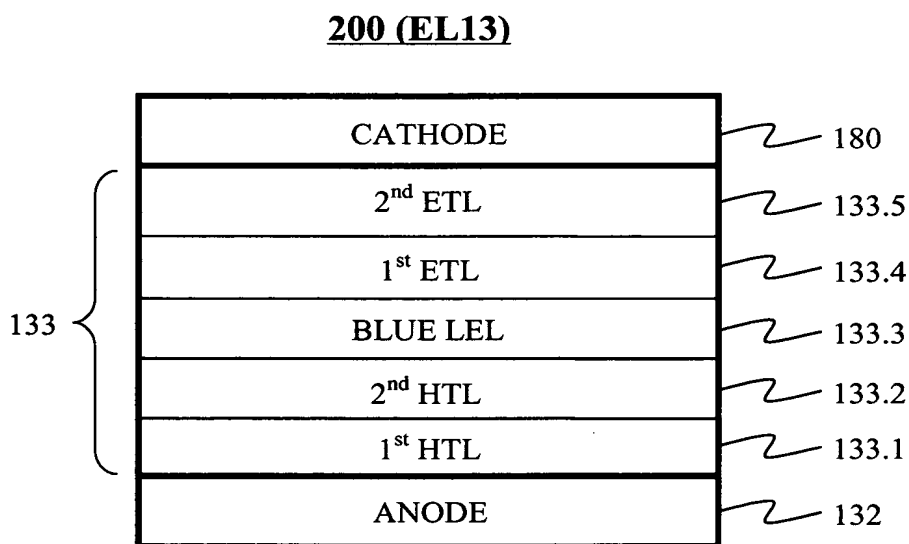 200 (EL13)
CATHODE 180
2nd ETL 133.5
1st ETL 133.4
133 BLUE LEL 133.3
2nd HTL 133.2
1st HTL 133.1
ANODE 132